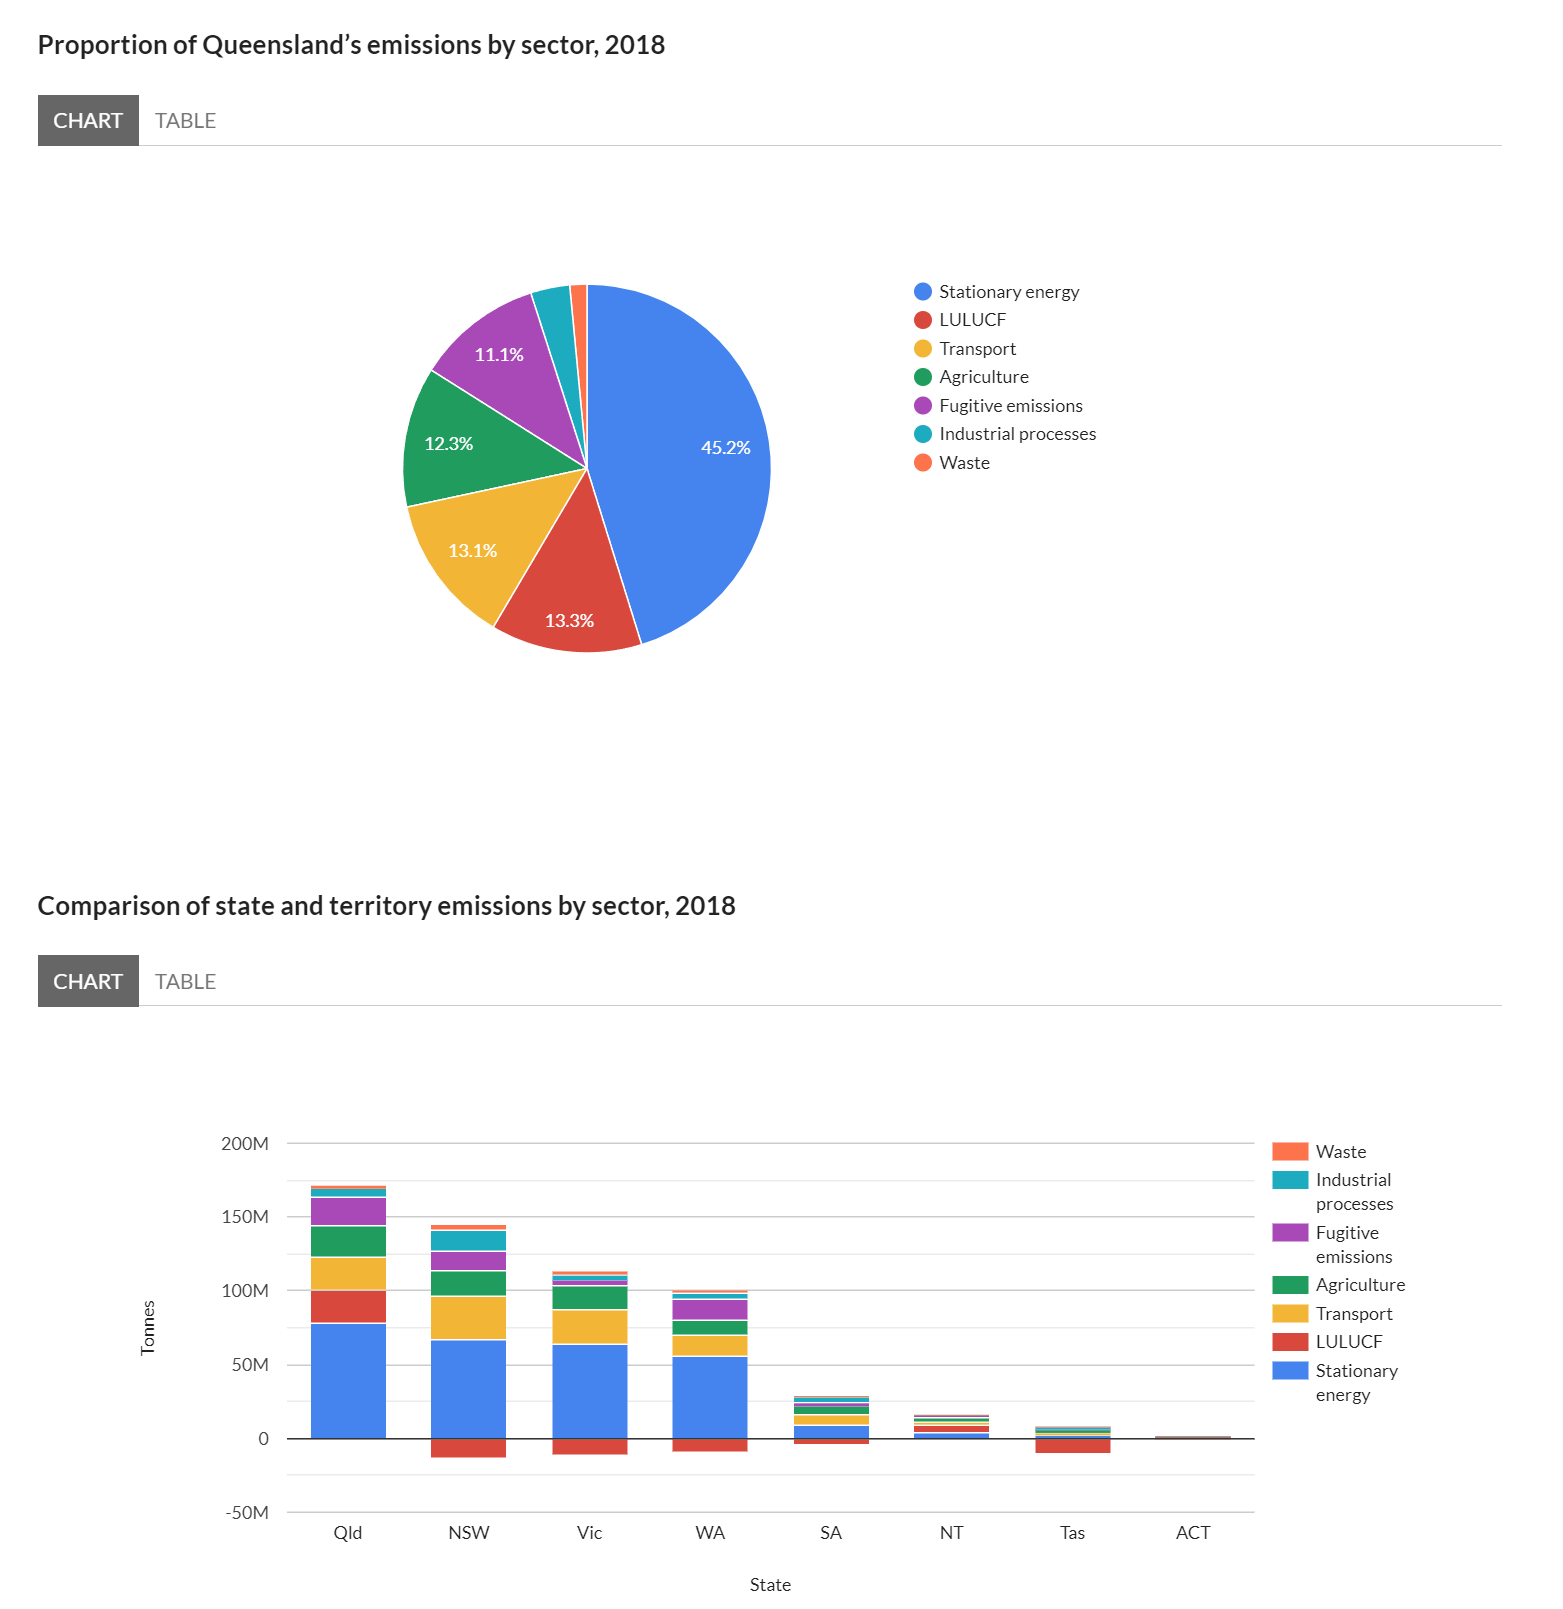 Proportion of Queensland’s emissions by sector, 2018
CHART
TABLE
Stationary energy
LULUCF
Transport
Agriculture
Fugitive emissions
Industrial processes
Waste
11.1%
12.3%
45.2%
13.1%
13.3%
Comparison of state and territory emissions by sector, 2018
CHART
TABLE
200M
150M
100M
50M
0
-50M
Tonnes
Qld
NSW
Vic
WA
SA
NT
Tas
ACT
State
Waste
Industrial
processes
Fugitive
emissions
Agriculture
Transport
LULUCF
Stationary
energy